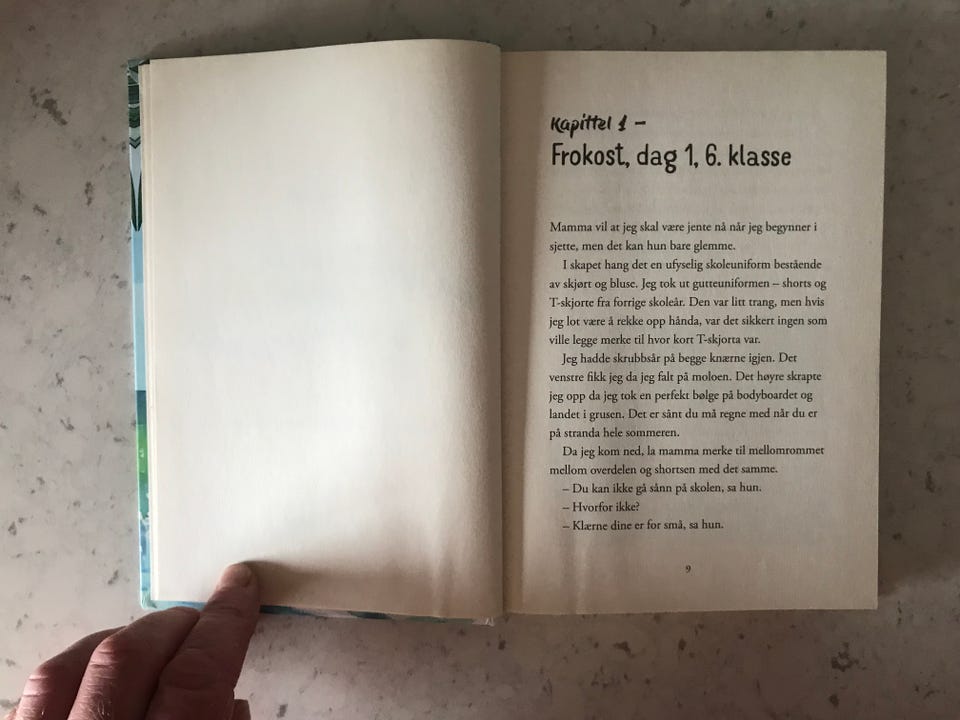 Kapittel 1 –
Frokost, dag 1, 6. klasse
Mamma vil at jeg skal være jente nå når jeg begynner i
sjette, men det kan hun bare glemme.
I skapet hang det en ufyselig skoleuniform bestående
av skjørt og bluse. Jeg tok ut gutteuniformen – shorts og
T-skjorte fra forrige skoleår. Den var litt trang, men hvis
jeg lot være å rekke opp hånda, var det sikkert ingen som
ville legge merke til hvor kort T-skjorta var.
Jeg hadde skrubbsår på begge knærne igjen. Det
venstre fikk jeg da jeg falt på moloen. Det høyre skrapte
jeg opp da jeg tok en perfekt bølge på bodyboardet og
landet i grusen. Det er sånt du må regne med når du er
på stranda hele sommeren.
Da jeg kom ned, la mamma merke til mellomrommet
mellom overdelen og shortsen med det samme.
– Du kan ikke gå sånn på skolen, sa hun.
– Hvorfor ikke?
– Klærne dine er for små, sa hun.
9